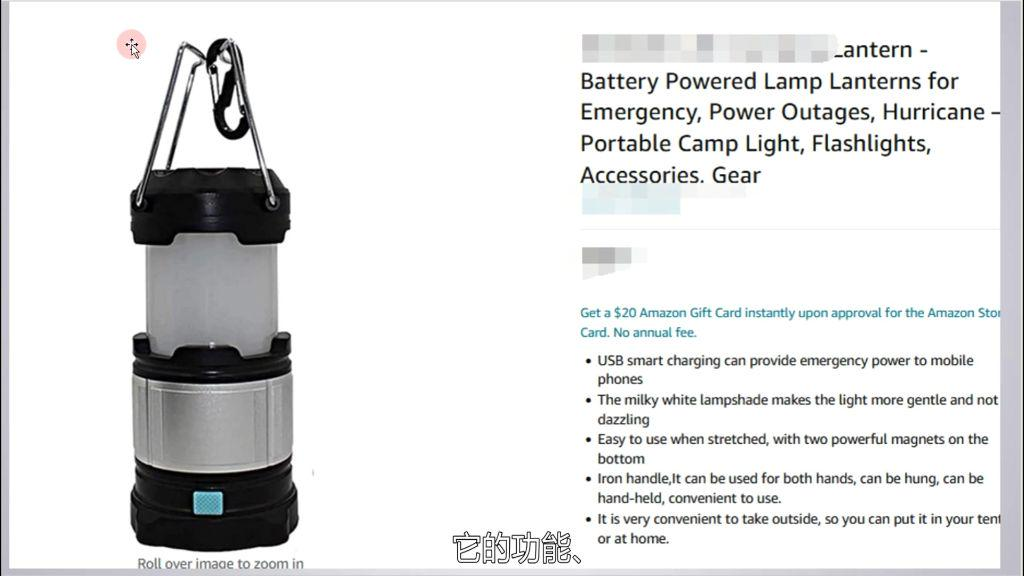 Lantern -
Battery Powered Lamp Lanterns for
Emergency, Power Outages, Hurricane –
Portable Camp Light, Flashlights,
Accessories. Gear
Get a $20 Amazon Gift Card instantly upon approval for the Amazon
Card. No annual fee.
• USB smart charging can provide emergency power to mobile
phones
• The milky white lampshade makes the light more gentle and not
dazzling
• Easy to use when stretched, with two powerful magnets on the
bottom
• Iron handle,It can be used for both hands, can be hung, can be
hand-held, convenient to use.
• It is very convenient to take outside, so you can put it in your tent
or at home.
Roll over image to zoom in
它的功能、